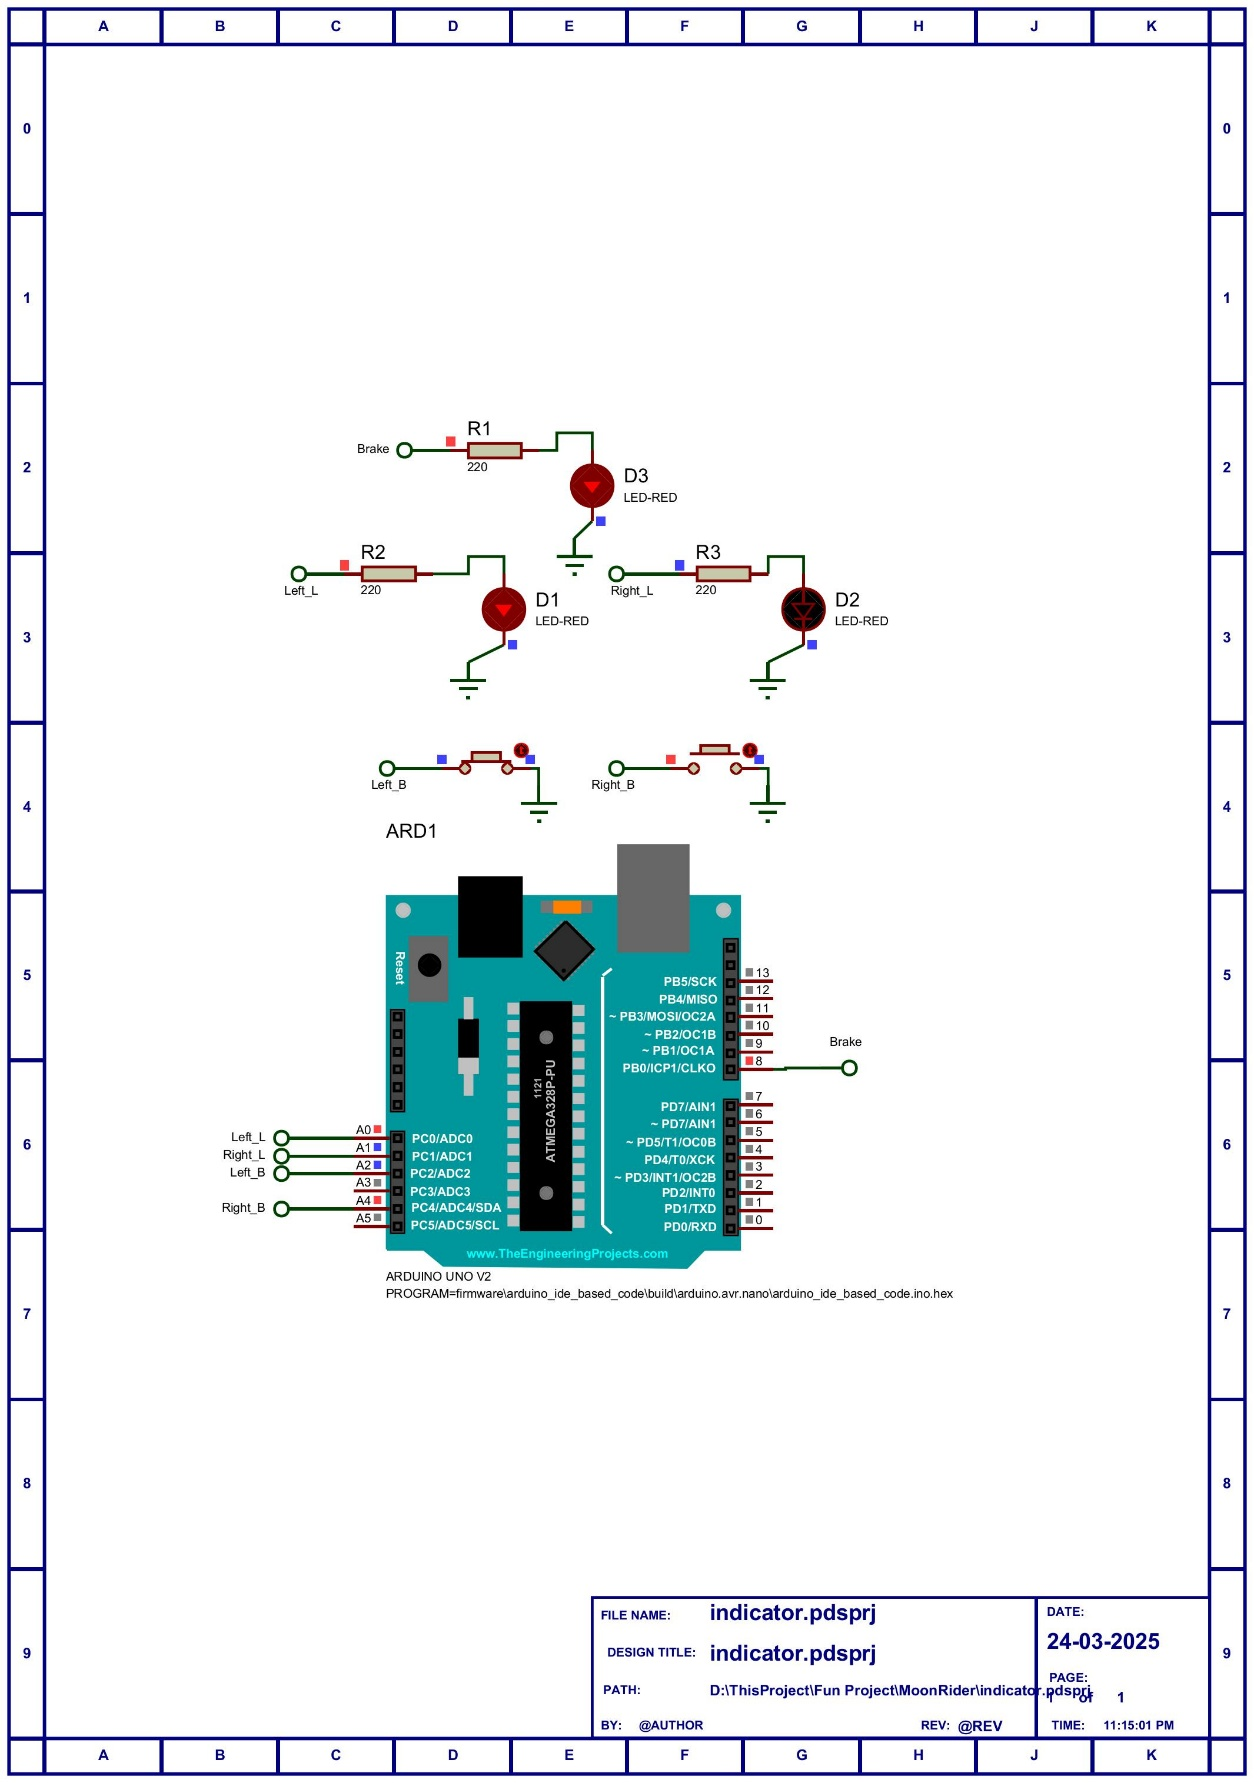 A B C D E F G H J K
0 0
1 1
R1
Brake
220
D3
LED-RED
2 2
R2
R3
Left_L
220
Right_L
220
D1
LED-RED
D2
LED-RED
3 3
Left_B
Right_B
4 4
ARD1
Reset
5 5
PB5/SCK 13
PB4/MISO 12
~ PB3/MOSI/OC2A 11
~ PB2/OC1B 10
~ PB1/OC1A 9
PB0/ICP1/CLKO 8
Brake
1121
ATMEGA328P-PU
PD7/AIN1 7
~ PD7/AIN1 6
~ PD5/T1/OC0B 5
PD4/T0/XCK 4
~ PD3/INT1/OC2B 3
PD2/INT0 2
PD1/TXD 1
PD0/RXD 0
6 6
Left_L A0 PC0/ADC0
Right_L A1 PC1/ADC1
Left_B A2 PC2/ADC2
A3 PC3/ADC3
Right_B A4 PC4/ADC4/SDA
A5 PC5/ADC5/SCL
www.TheEngineeringProjects.com
ARDUINO UNO V2
PROGRAM=firmware\arduino_ide_based_code\build\arduino.avr.nano\arduino_ide_based_code.ino.hex
7 7
8 8
9 9
FILE NAME: indicator.pdsprj
DESIGN TITLE: indicator.pdsprj
PATH: D:\ThisProject\Fun Project\MoonRider\indicator.pdsprj
BY: @AUTHOR REV: @REV
DATE:
24-03-2025
PAGE:
1 of 1
TIME: 11:15:01 PM
A B C D E F G H J K